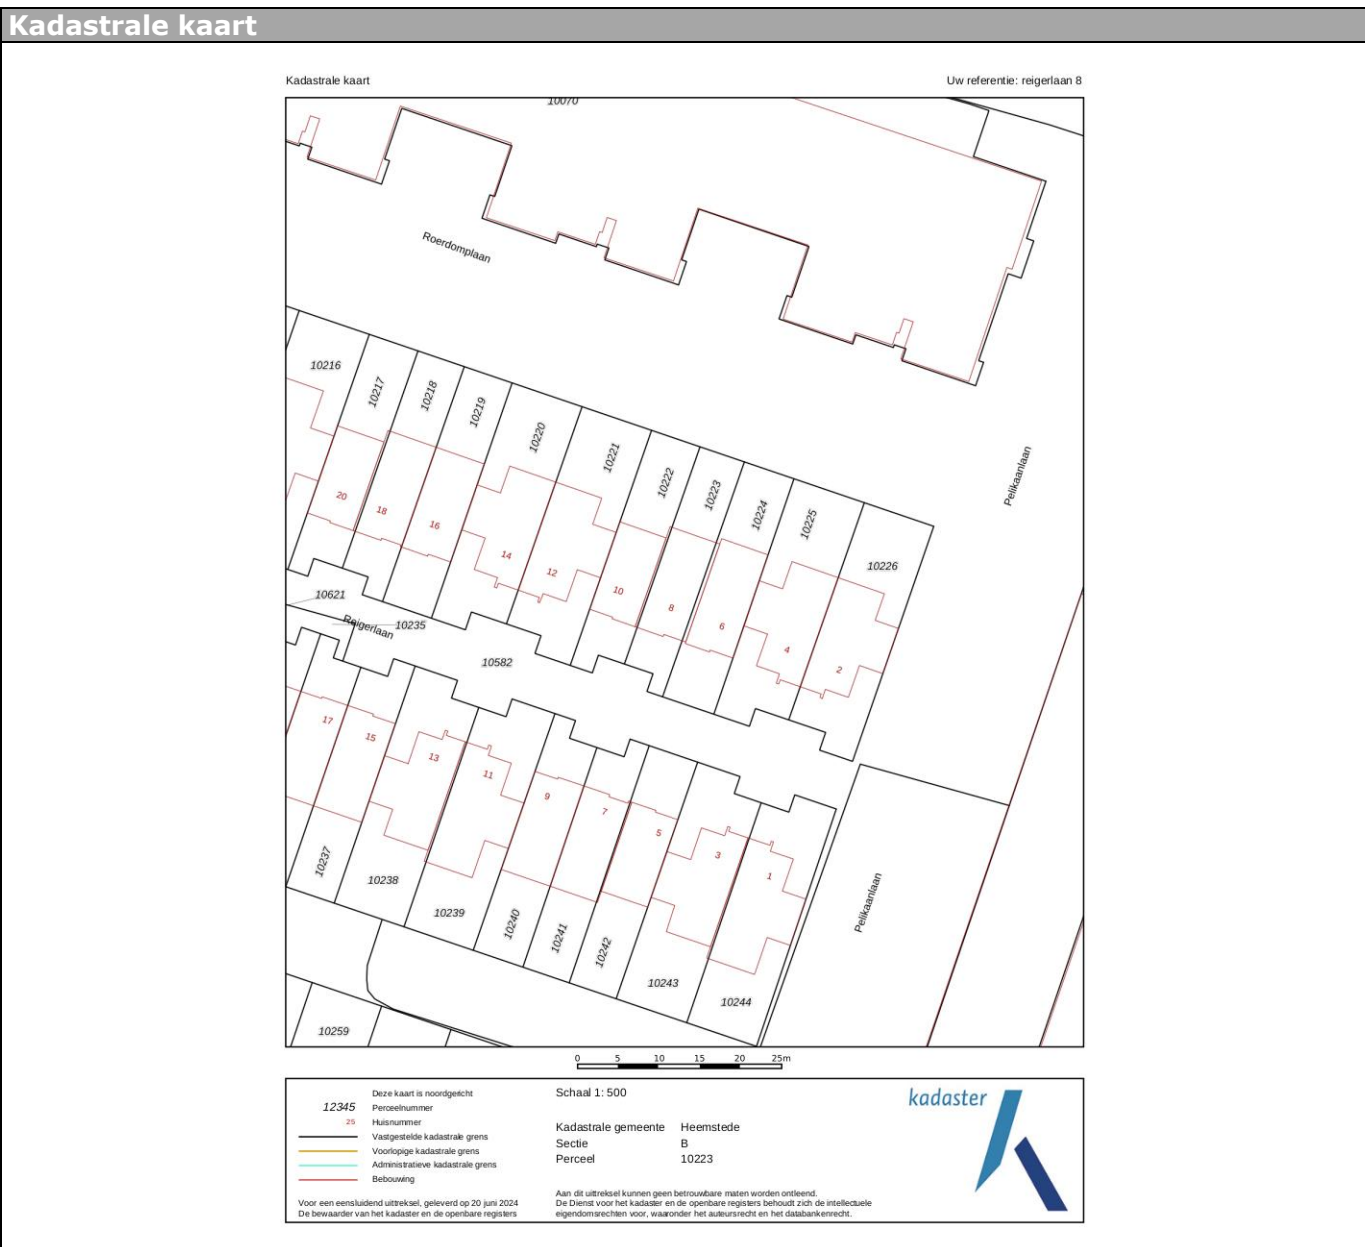 Kadastrale kaart
Kadastrale kaart
Uw referentie: reigerlaan 8
10070
Roerdomplaan
10216
10217
10218
10219
10220
10221
10222
10223
10224
10225
10226
Pelikaanlaan
20
18
16
14
12
10
8
6
4
2
10621
Reigerlaan
10235
10582
17
15
13
11
9
7
5
3
1
10237
10238
10239
10240
10241
10242
10243
10244
Pelikaanlaan
10259
0 5 10 15 20 25m
Deze kaart is noordgericht
12345 Perceelnummer
25 Huisnummer
Vastgestelde kadastrale grens
Voorlopige kadastrale grens
Administratieve kadastrale grens
Bebouwing
Voor een eensluidend uittreksel, geleverd op 20 juni 2024
De bewaarder van het kadaster en de openbare registers
Schaal 1: 500
Kadastrale gemeente Heemstede
Sectie B
Perceel 10223
Aan dit uittreksel kunnen geen betrouwbare maten worden ontleend.
De Dienst voor het kadaster en de openbare registers behoudt zich de intellectuele
eigendomsrechten voor, waaronder het auteursrecht en het databankenrecht.
kadaster